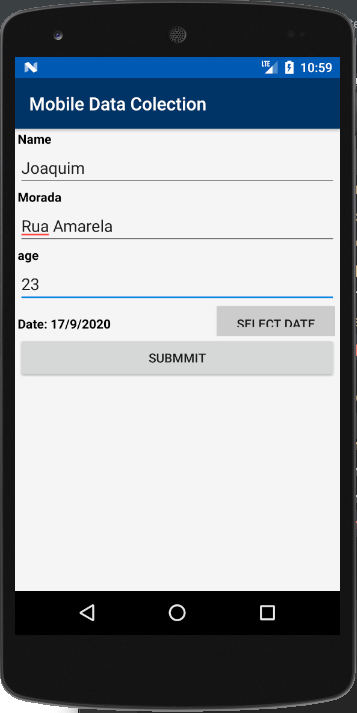 LTE 10:59
Mobile Data Colection
Name
Joaquim
Morada
Rua Amarela
age
23
Date: 17/9/2020 SELECT DATE
SUBMMIT